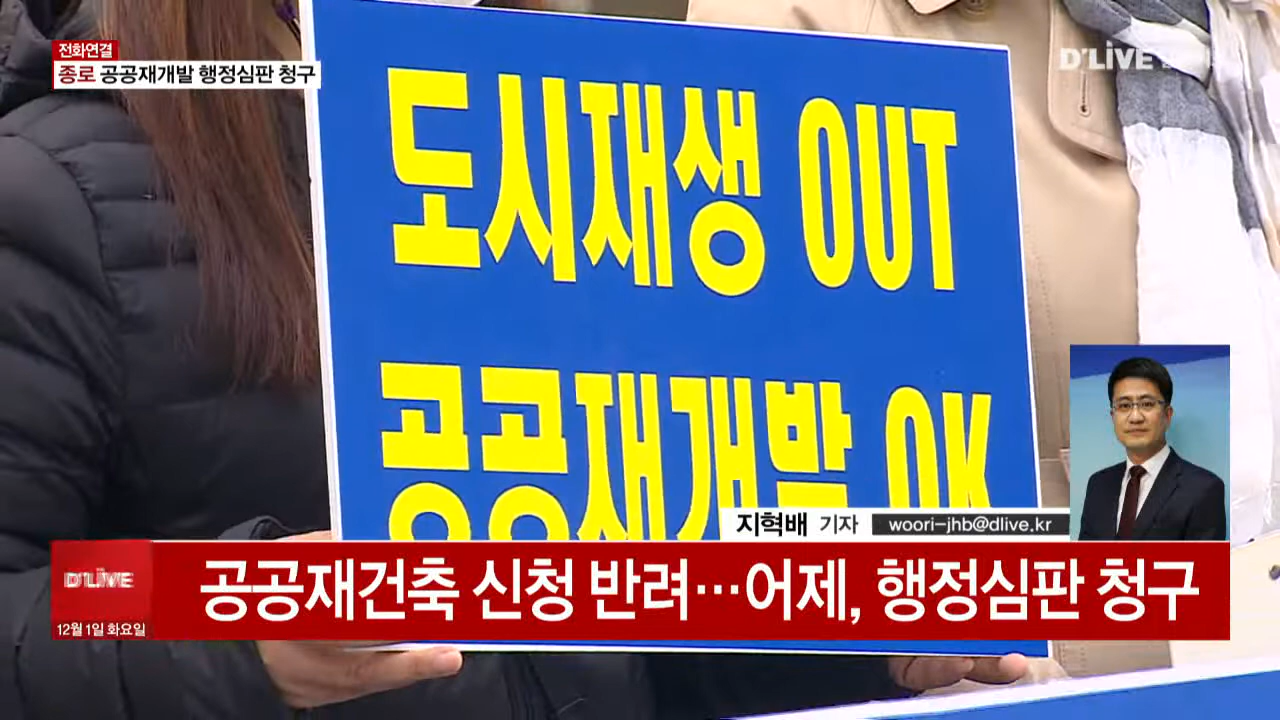 전화연결
종로 공공재개발 행정심판 청구
D'LIVE
도시재생 OUT
공공재개발 OK
지혁배 기자 woori-jhb@dlive.kr
D'LIVE
공공재건축 신청 반려…어제, 행정심판 청구
12월 1일 화요일